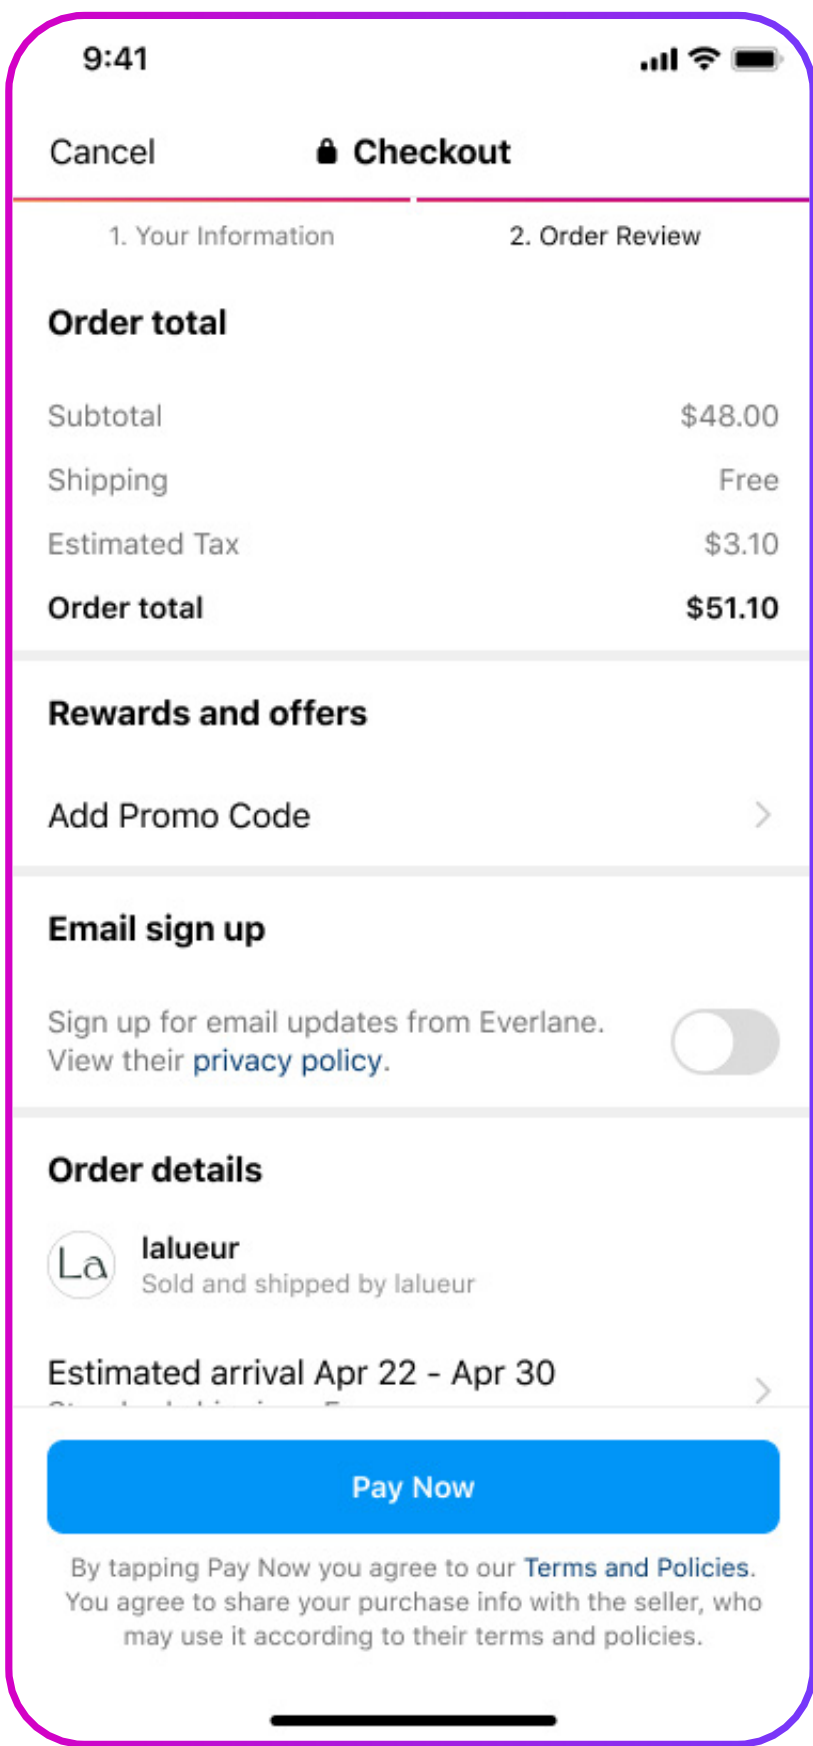 9:41
Cancel
Checkout
1. Your Information
2. Order Review
Order total
Subtotal $48.00
Shipping Free
Estimated Tax $3.10
Order total $51.10
Rewards and offers
Add Promo Code
Email sign up
Sign up for email updates from Everlane.
View their privacy policy.
Order details
La
lalueur
Sold and shipped by lalueur
Estimated arrival Apr 22 - Apr 30
Pay Now
By tapping Pay Now you agree to our Terms and Policies.
You agree to share your purchase info with the seller, who
may use it according to their terms and policies.